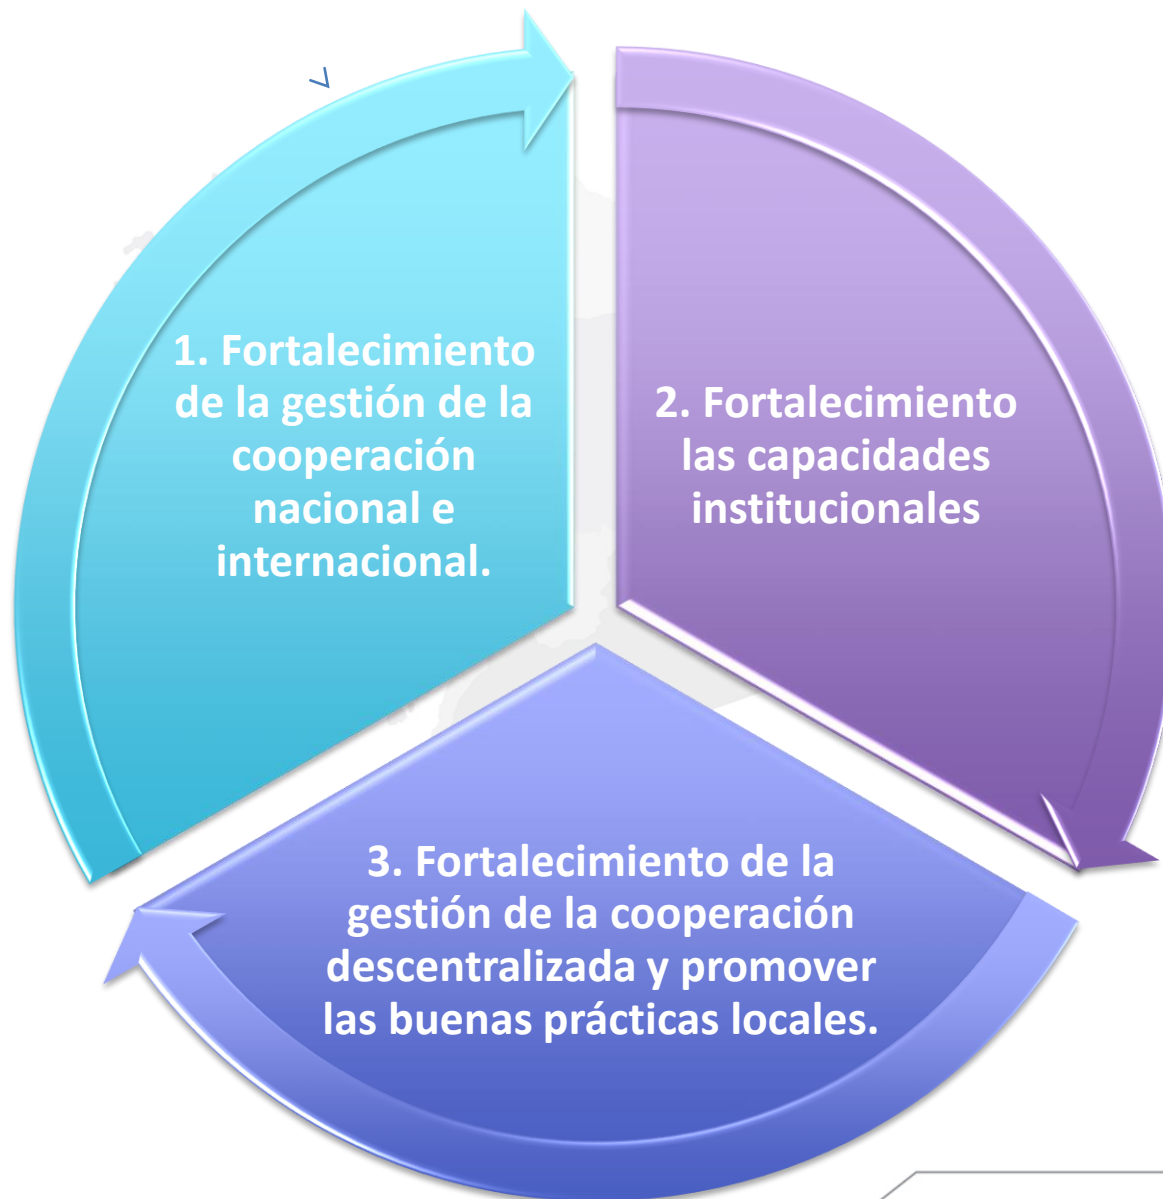 1. Fortalecimiento
de la gestión de la
cooperación
nacional e
internacional.
2. Fortalecimiento
las capacidades
institucionales
3. Fortalecimiento de la
gestión de la cooperación
descentralizada y promover
las buenas prácticas locales.